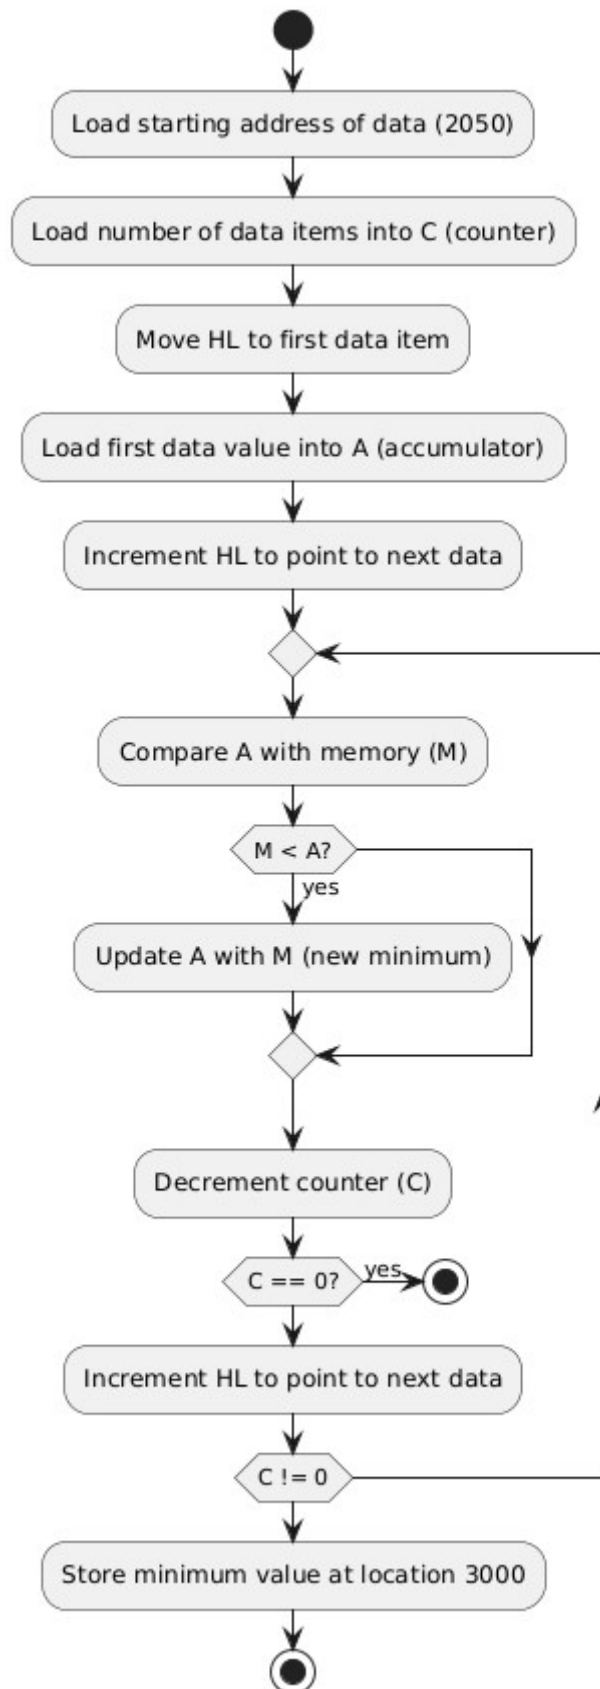 Load starting address of data (2050)
Load number of data items into C (counter)
Move HL to first data item
Load first data value into A (accumulator)
Increment HL to point to next data
Compare A with memory (M)
M < A?
yes
Update A with M (new minimum)
Decrement counter (C)
C == 0?
yes
Increment HL to point to next data
C != 0
Store minimum value at location 3000